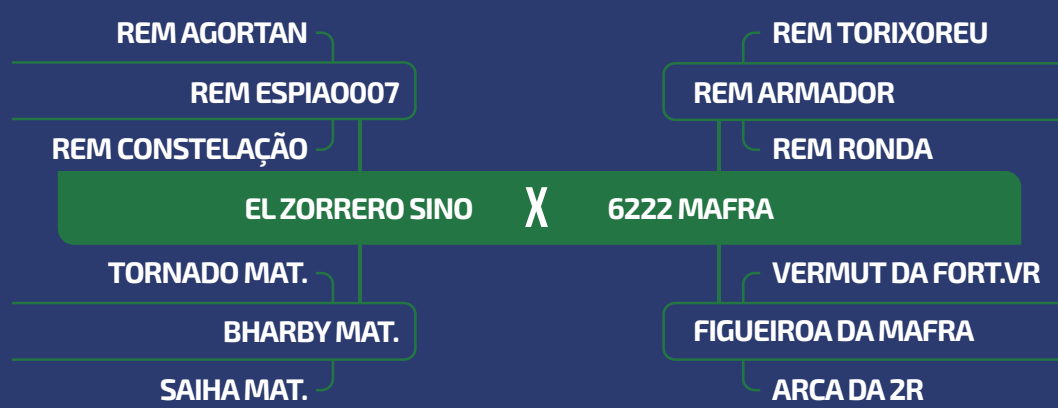 REM AGORTAN
REM TORIXOREU
REM ESPIAO007
REM ARMADOR
REM CONSTELAÇÃO
REM RONDA
EL ZORRERO SINO X 6222 MAFRA
TORNADO MAT.
VERMUT DA FORT.VR
BHARBY MAT.
FIGUEIROA DA MAFRA
SAIHA MAT.
ARCA DA 2R